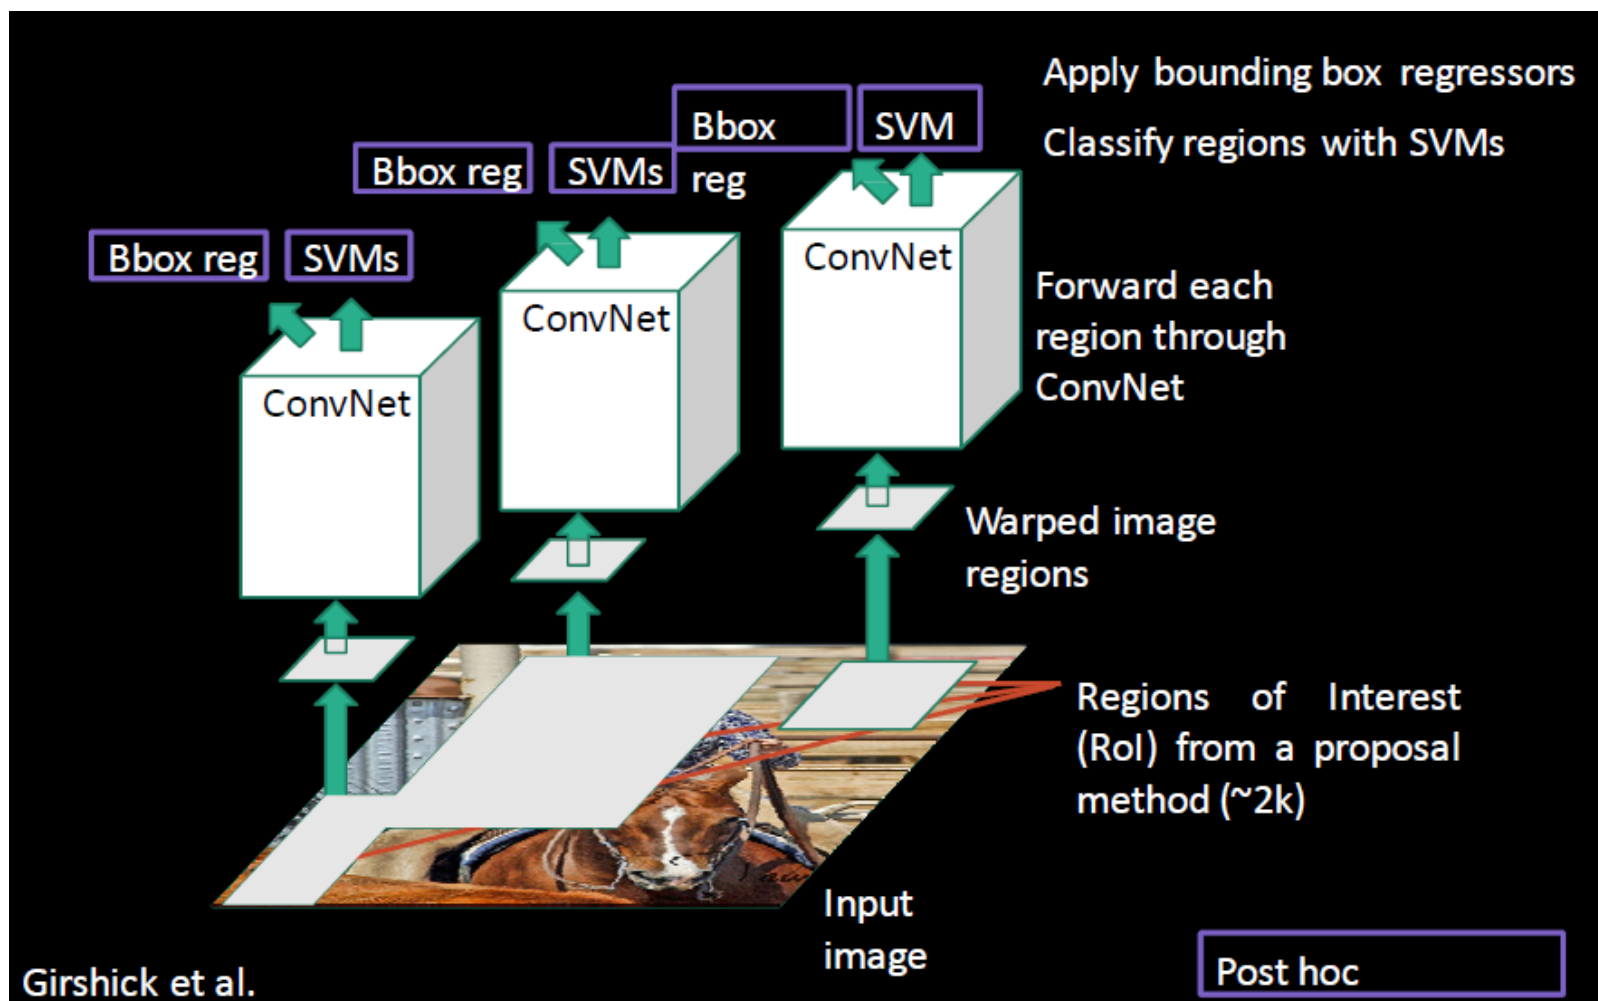 Apply bounding box regressors
Classify regions with SVMs
Bbox
reg
SVM
Bbox reg
SVMs
Bbox reg
SVMs
ConvNet
ConvNet
ConvNet
Forward each
region through
ConvNet
Warped image
regions
Regions of Interest
(RoI) from a proposal
method (~2k)
Input
image
Girshick et al.
Post hoc